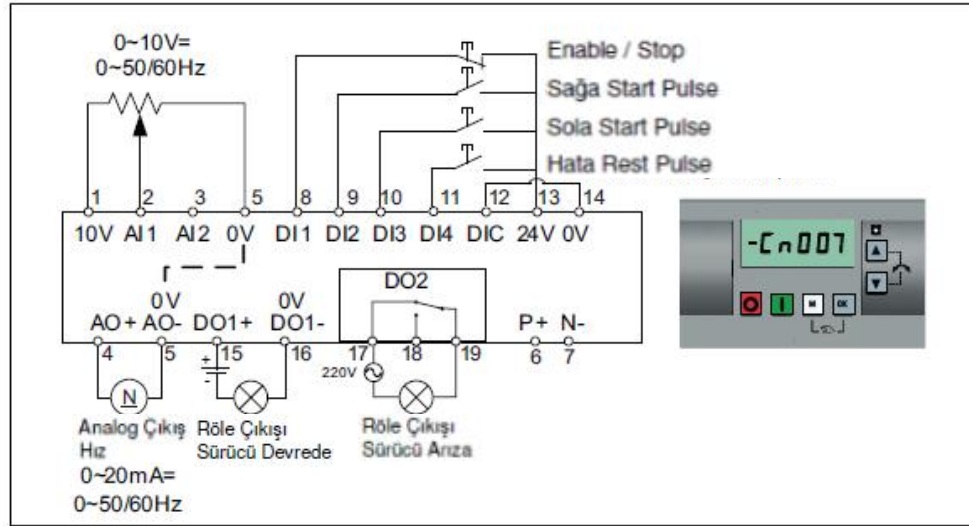 0~10V=
0~50/60Hz
Enable / Stop
Sağa Start Pulse
Sola Start Pulse
Hata Rest Pulse
1 2 3 5 8 9 10 11 12 13 14
10V AI1 AI2 0V DI1 DI2 DI3 DI4 DIC 24V 0V
-Cn007
M OK
DO2
0V 0V
AO+ AO- DO1+ DO1- P+ N-
4 5 15 16 17 18 19 6 7
+
-
220V
N
Analog Çıkış
Hız
0~20mA=
0~50/60Hz
Röle Çıkışı
Sürücü Devrede
Röle Çıkışı
Sürücü Arıza